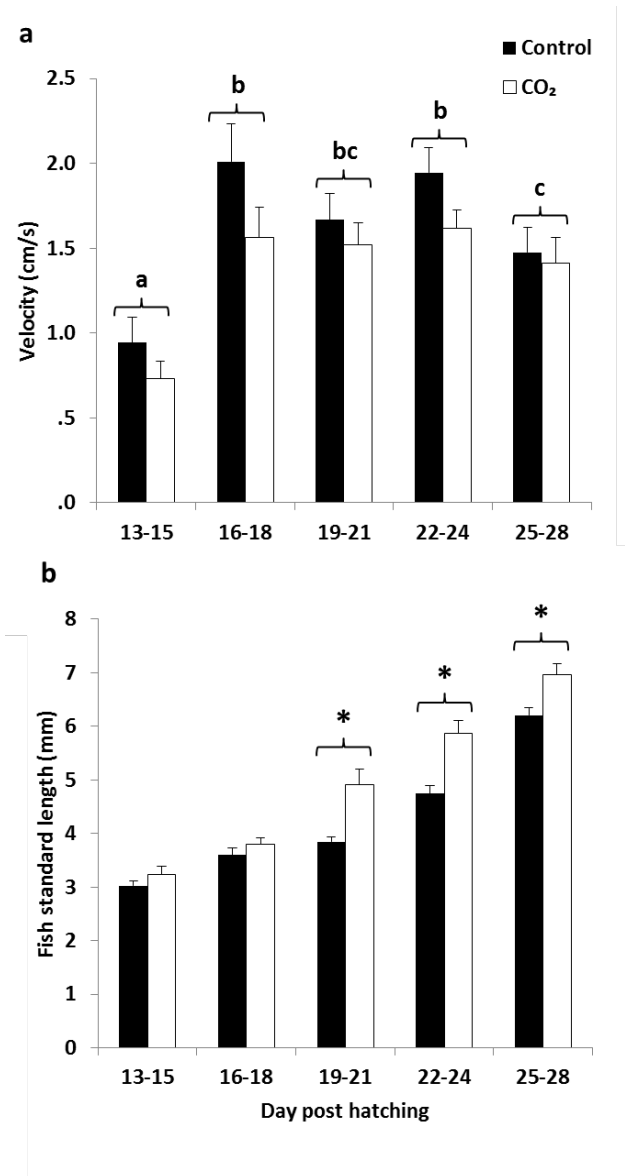 a
Control
CO₂
2.5
2.0
1.5
1.0
.5
.0
Velocity (cm/s)
a
b
bc
b
c
13-15 16-18 19-21 22-24 25-28
b
8
7
6
5
4
3
2
1
0
Fish standard length (mm)
*
*
*
13-15 16-18 19-21 22-24 25-28
Day post hatching